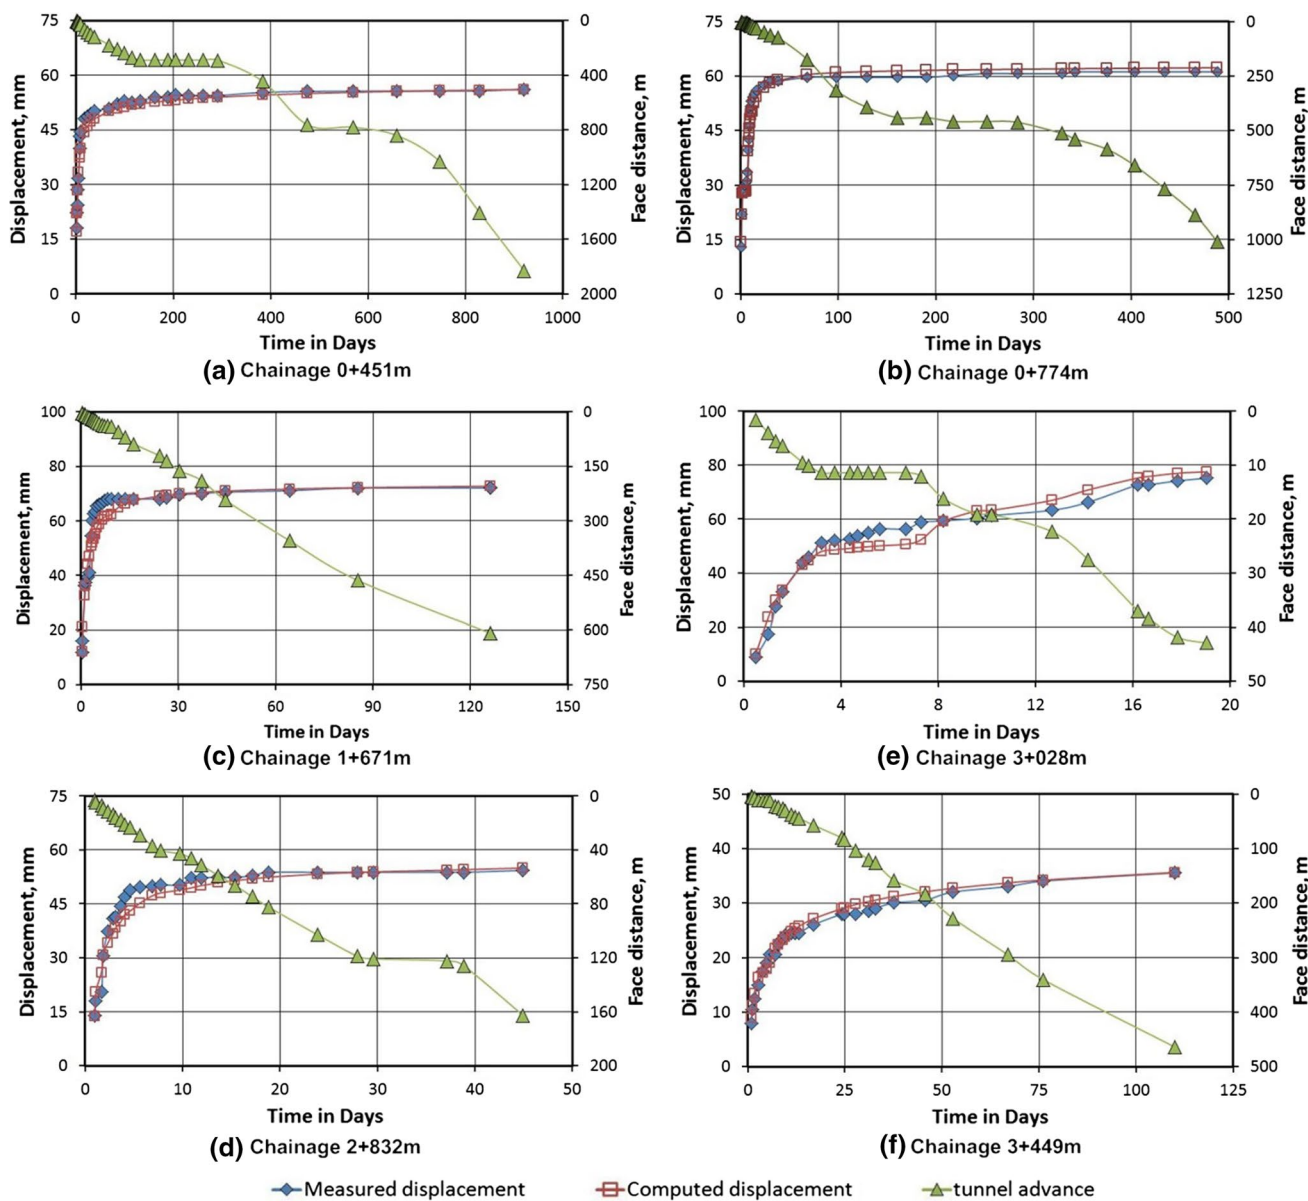 75
60
45
30
15
0
Displacement, mm
0
400
800
1200
1600
2000
Face distance, m
0 200 400 600 800 1000
Time in Days
(a) Chainage 0+451m
75
60
45
30
15
0
Displacement, mm
0
250
500
750
1000
1250
Face distance, m
0 100 200 300 400 500
Time in Days
(b) Chainage 0+774m
100
80
60
40
20
0
Displacement, mm
0
150
300
450
600
750
Face distance, m
0 30 60 90 120 150
Time in Days
(c) Chainage 1+671m
100
80
60
40
20
0
Displacement, mm
0
10
20
30
40
50
Face distance, m
0 4 8 12 16 20
Time in Days
(e) Chainage 3+028m
75
60
45
30
15
0
Displacement, mm
0
40
80
120
160
200
Face distance, m
0 10 20 30 40 50
Time in Days
(d) Chainage 2+832m
50
40
30
20
10
0
Displacement, mm
0
100
200
300
400
500
Face distance, m
0 25 50 75 100 125
Time in Days
(f) Chainage 3+449m
Measured displacement Computed displacement tunnel advance